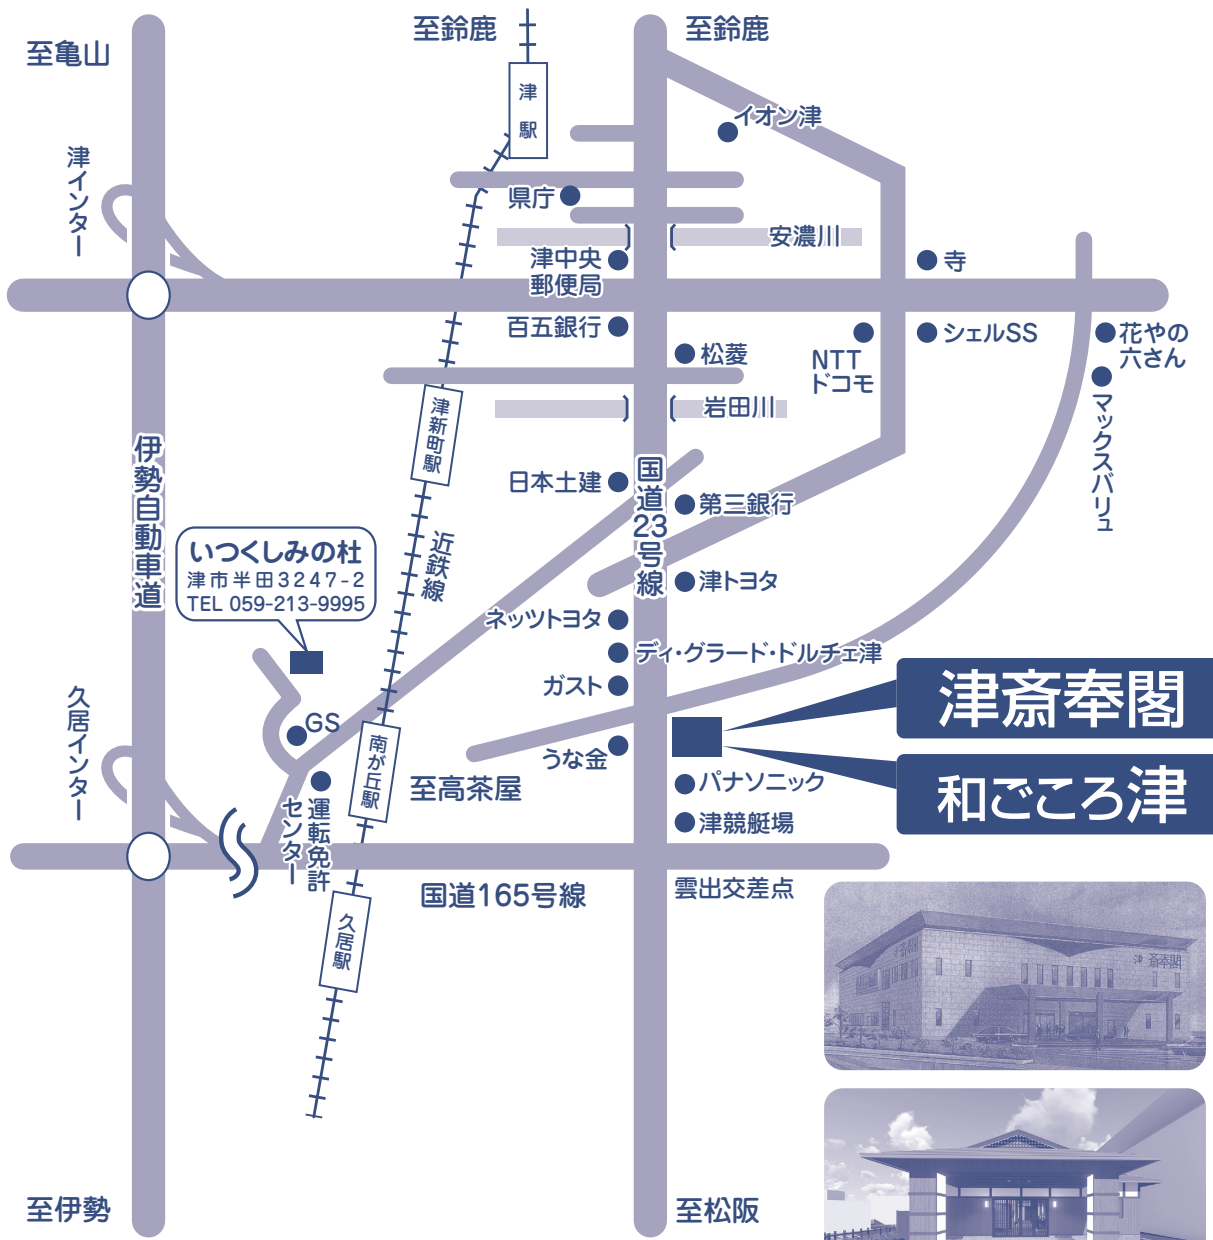 至亀山
至鈴鹿
至鈴鹿
津駅
イオン津
津インター
県庁
安濃川
津中央
郵便局
寺
百五銀行
松菱
NTT
ドコモ
シェルSS
花やの
六さん
マックスバリュ
津新町駅
岩田川
伊勢自動車道
日本土建
国道23号線
第三銀行
近鉄線
いつくしみの杜
津市半田3247-2
TEL 059-213-9995
津トヨタ
ネッツトヨタ
ディ・グラード・ドルチェ津
ガスト
津斎奉閣
久居インター
GS
南が丘駅
うな金
至高茶屋
パナソニック
和ごころ津
運転免許
センター
津競艇場
国道165号線
雲出交差点
久居駅
至伊勢
至松阪